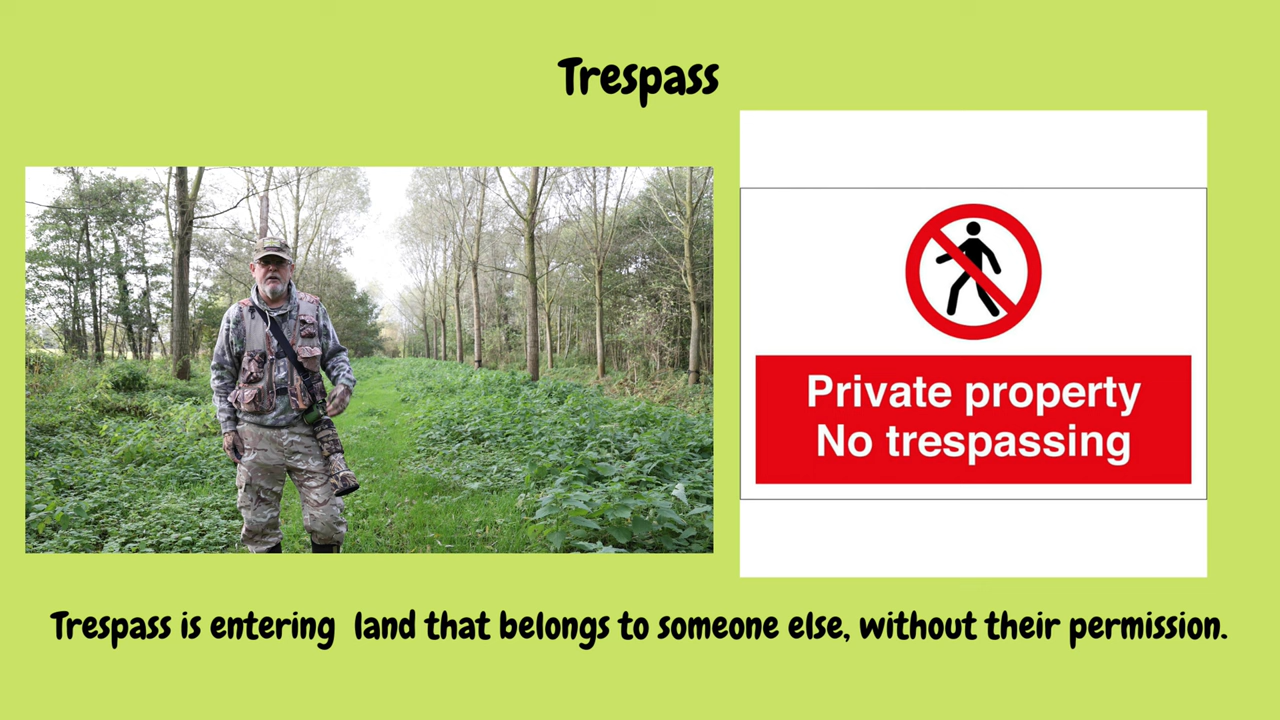 Trespass
Private property
No trespassing
Trespass is entering land that belongs to someone else, without their permission.